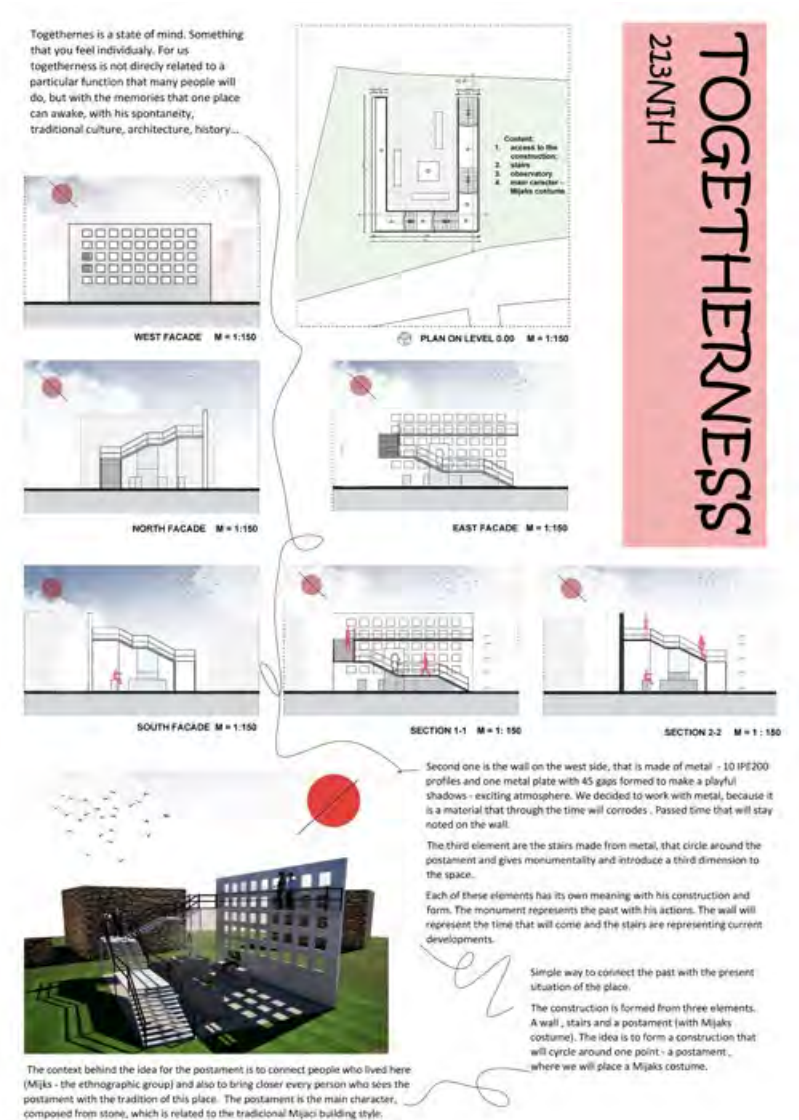 Togethernes is a state of mind. Something
that you feel individualy. For us
togetherness is not direcly related to a
particular function that many people will
do, but with the memories that one place
can awake, with his spontaneity,
traditional culture, architecture, history...
Content:
1. access to the
construction;
2. stairs
3. observatory
4. main caracter -
Mijaks costume
PLAN ON LEVEL 0.00 M = 1:150
TOGETHERNESS
213NIH
WEST FACADE M = 1:150
NORTH FACADE M = 1:150
EAST FACADE M = 1:150
SOUTH FACADE M = 1:150
SECTION 1-1 M = 1: 150
SECTION 2-2 M = 1 : 150
Second one is the wall on the west side, that is made of metal - 10 IPE200
profiles and one metal plate with 45 gaps formed to make a playful
shadows - exciting atmosphere. We decided to work with metal, because it
is a material that through the time will corrodes . Passed time that will stay
noted on the wall.
The third element are the stairs made from metal, that circle around the
postament and gives monumentality and introduce a third dimension to
the space.
Each of these elements has its own meaning with his construction and
form. The monument represents the past with his actions. The wall will
represent the time that will come and the stairs are representing current
developments.
Simple way to connect the past with the present
situation of the place.
The construction is formed from three elements.
A wall , stairs and a postament (with Mijaks
costume). The idea is to form a construction that
will cyrcle around one point - a postament ,
where we will place a Mijaks costume.
The context behind the idea for the postament is to connect people who lived here
(Mijks - the ethnographic group) and also to bring closer every person who sees the
postament with the tradition of this place. The postament is the main character,
composed from stone, which is related to the tradicional Mijaci building style.